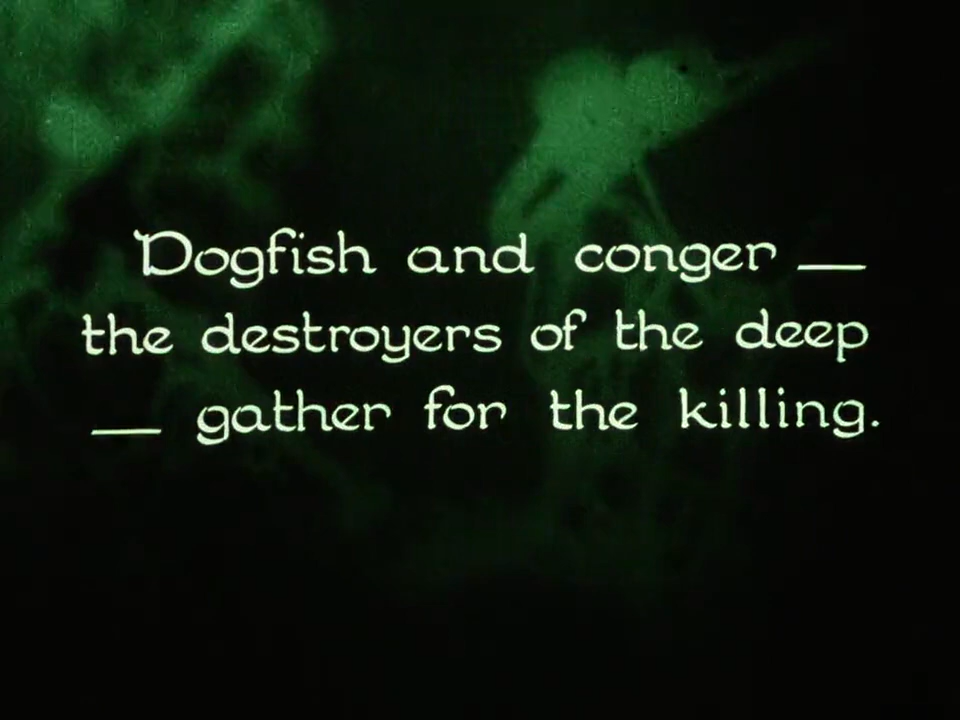 Dogfish and conger —
the destroyers of the deep
— gather for the killing.